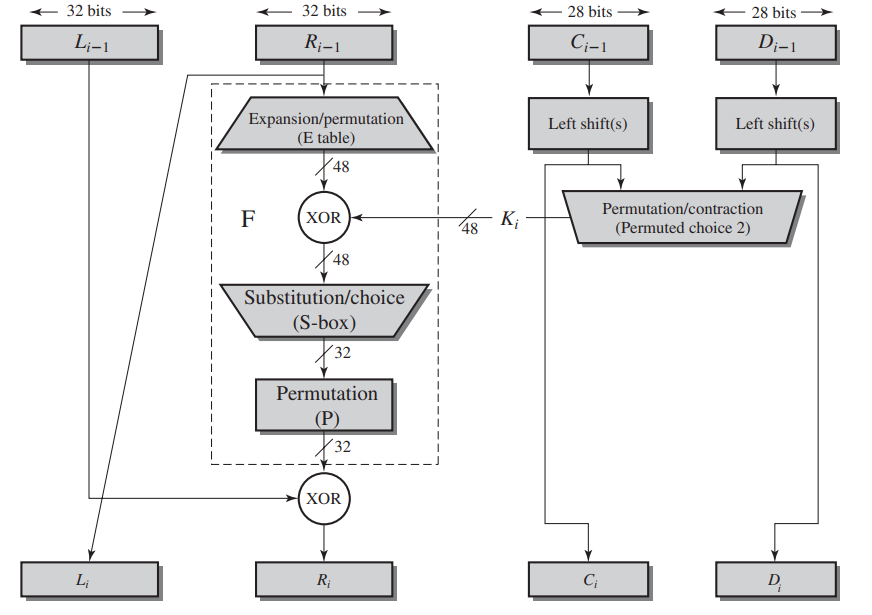 32 bits
32 bits
28 bits
28 bits
Lᵢ₋₁
Rᵢ₋₁
Cᵢ₋₁
Dᵢ₋₁
Expansion/permutation
(E table)
Left shift(s)
Left shift(s)
48
F
XOR
48
Kᵢ
Permutation/contraction
(Permuted choice 2)
48
Substitution/choice
(S-box)
32
Permutation
(P)
32
XOR
Lᵢ
Rᵢ
Cᵢ
Dᵢ